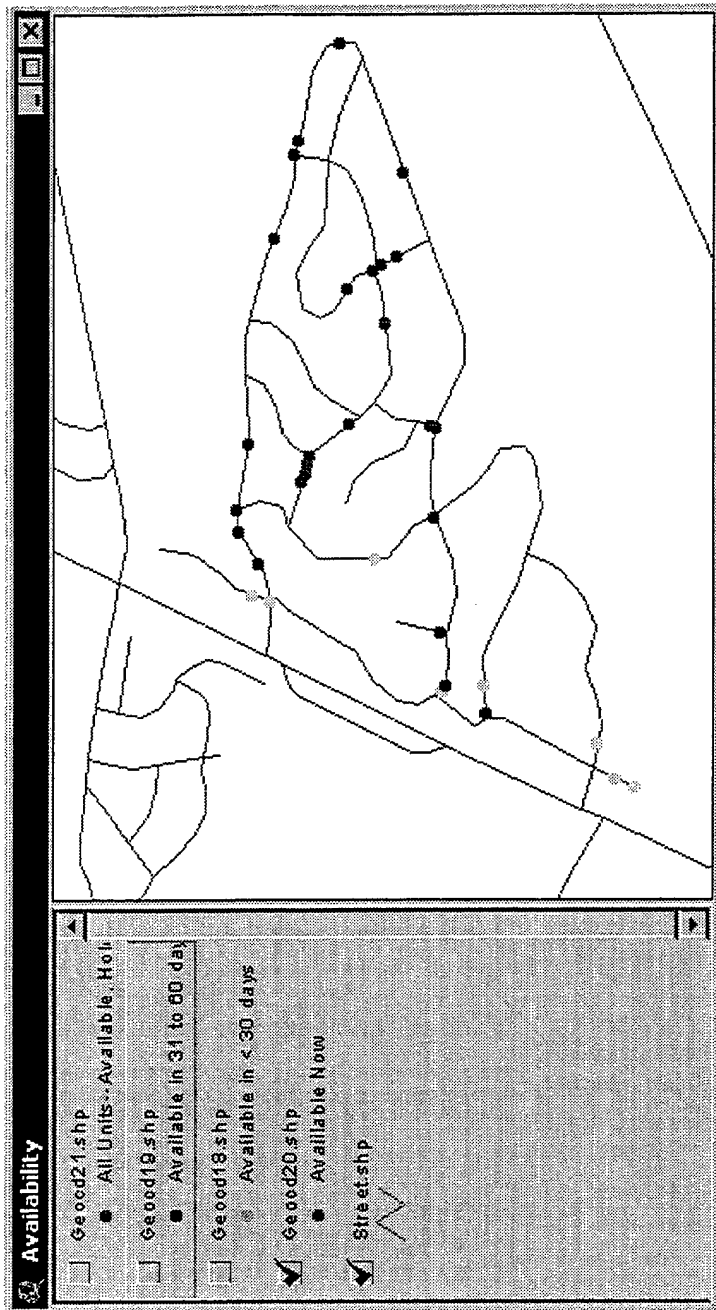 Availability
Geocd21.shp
All Units--Available, Hol
Geocd19.shp
Available in 31 to 60 day
Geocd18.shp
Available in < 30 days
Geocd20.shp
Available Now
Street.shp